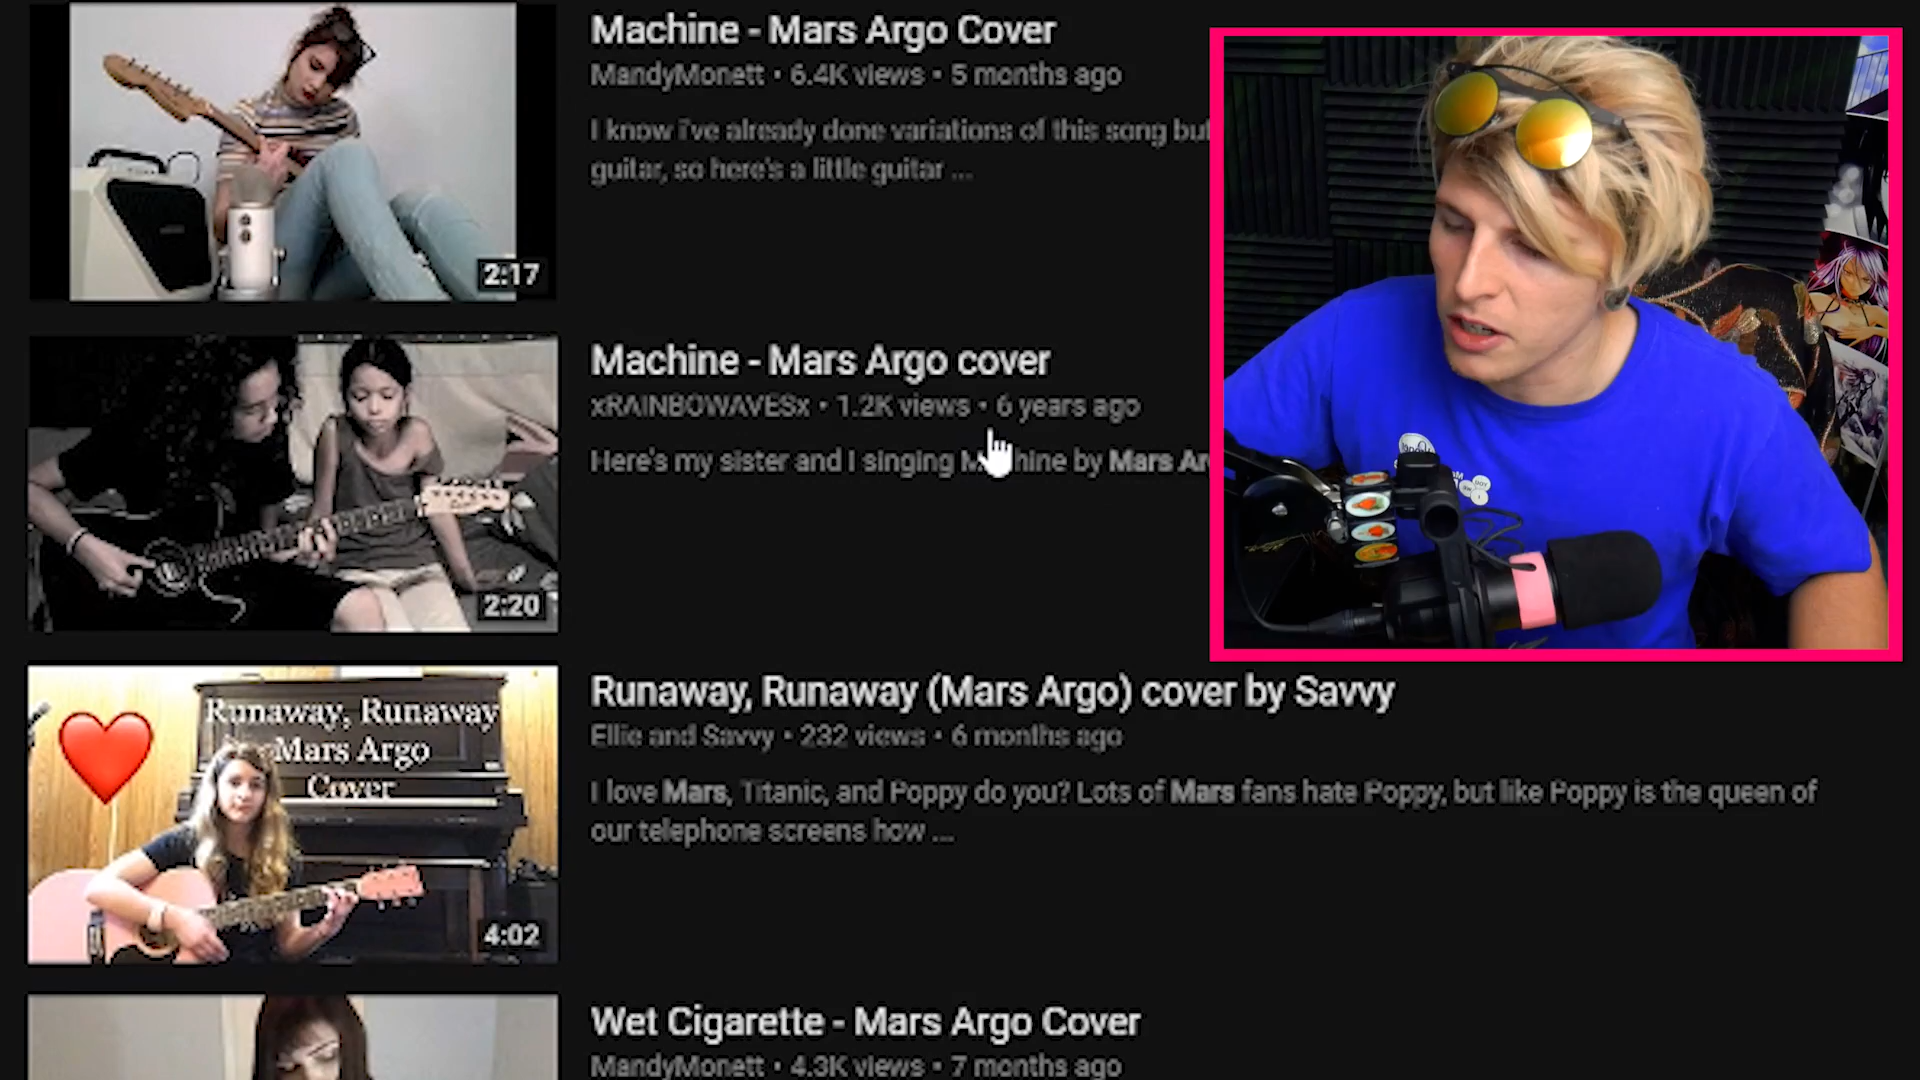 Machine - Mars Argo Cover
MandyMonett • 6.4K views • 5 months ago
I know i've already done variations of this song but
guitar, so here's a little guitar ...
2:17
Machine - Mars Argo cover
xRAINBOWAVESx • 1.2K views • 6 years ago
Here's my sister and I singing by Mars
2:20
Runaway, Runaway
Mars Argo
Cover
4:02
Runaway, Runaway (Mars Argo) cover by Savvy
Ellie and Savvy • 232 views • 6 months ago
I love Mars, Titanic, and Poppy do you? Lots of Mars fans hate Poppy, but like Poppy is the queen of
our telephone screens how ...
Wet Cigarette - Mars Argo Cover
MandyMonett • 4.3K views • 7 months ago